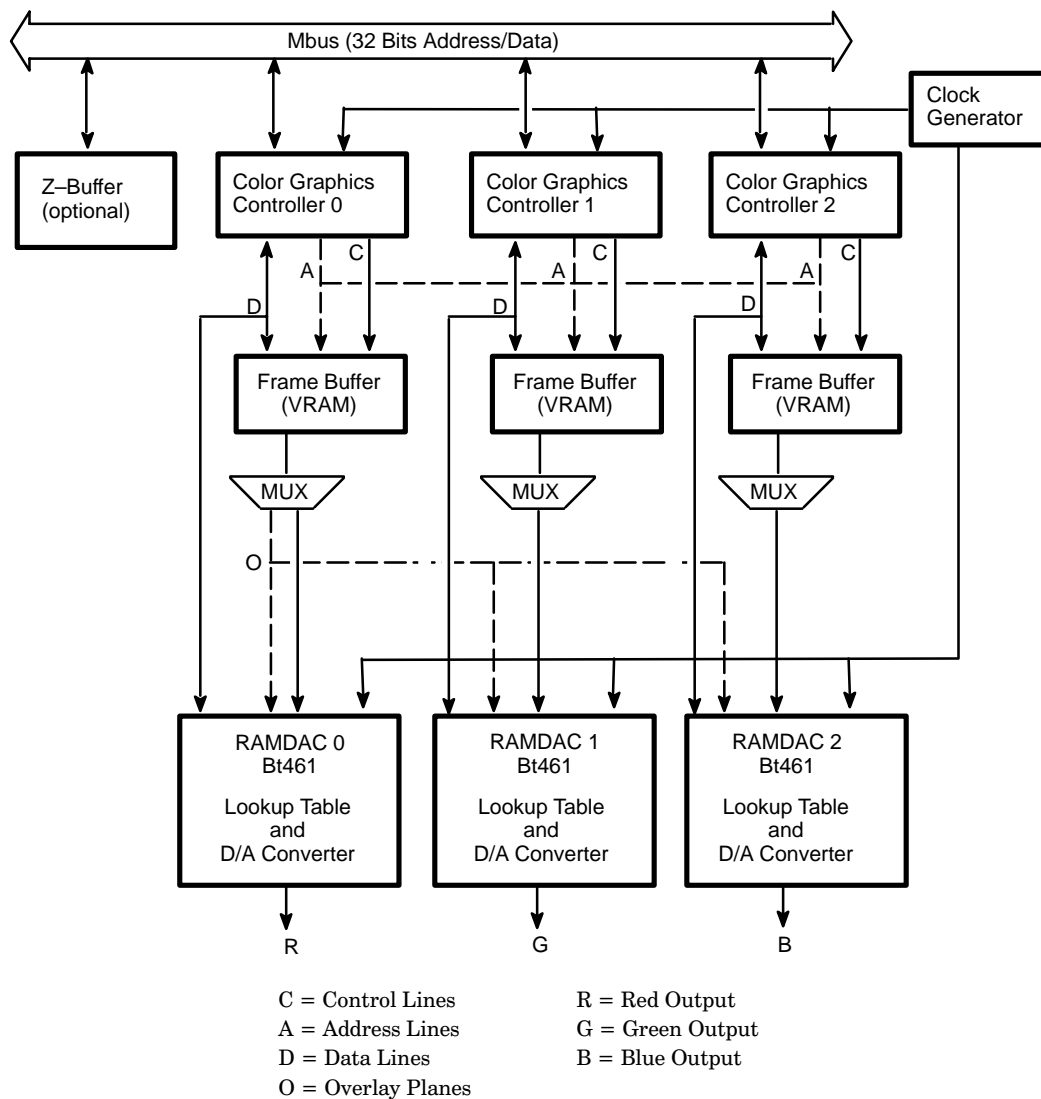 Mbus (32 Bits Address/Data)
Clock
Generator
Z–Buffer
(optional)
Color Graphics
Controller 0
Color Graphics
Controller 1
Color Graphics
Controller 2
C
C
C
A
A
A
D
D
D
Frame Buffer
(VRAM)
Frame Buffer
(VRAM)
Frame Buffer
(VRAM)
MUX
MUX
MUX
O
RAMDAC 0
Bt461
Lookup Table
and
D/A Converter
RAMDAC 1
Bt461
Lookup Table
and
D/A Converter
RAMDAC 2
Bt461
Lookup Table
and
D/A Converter
R
G
B
C = Control Lines
A = Address Lines
D = Data Lines
O = Overlay Planes
R = Red Output
G = Green Output
B = Blue Output